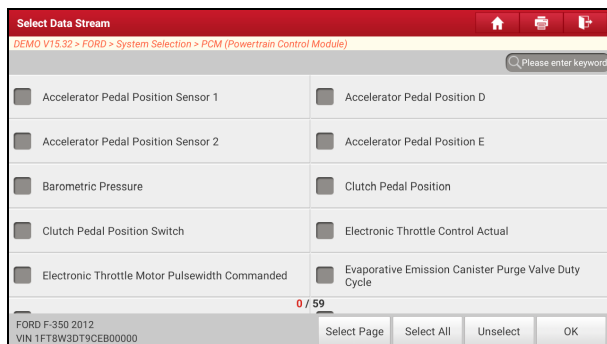 Select Data Stream
DEMO V15.32 > FORD > System Selection > PCM (Powertrain Control Module)
Please enter keyword
Accelerator Pedal Position Sensor 1
Accelerator Pedal Position D
Accelerator Pedal Position Sensor 2
Accelerator Pedal Position E
Barometric Pressure
Clutch Pedal Position
Clutch Pedal Position Switch
Electronic Throttle Control Actual
Electronic Throttle Motor Pulsewidth Commanded
Evaporative Emission Canister Purge Valve Duty
Cycle
0 / 59
FORD F-350 2012
VIN 1FT8W3DT9CEB00000
Select Page
Select All
Unselect
OK